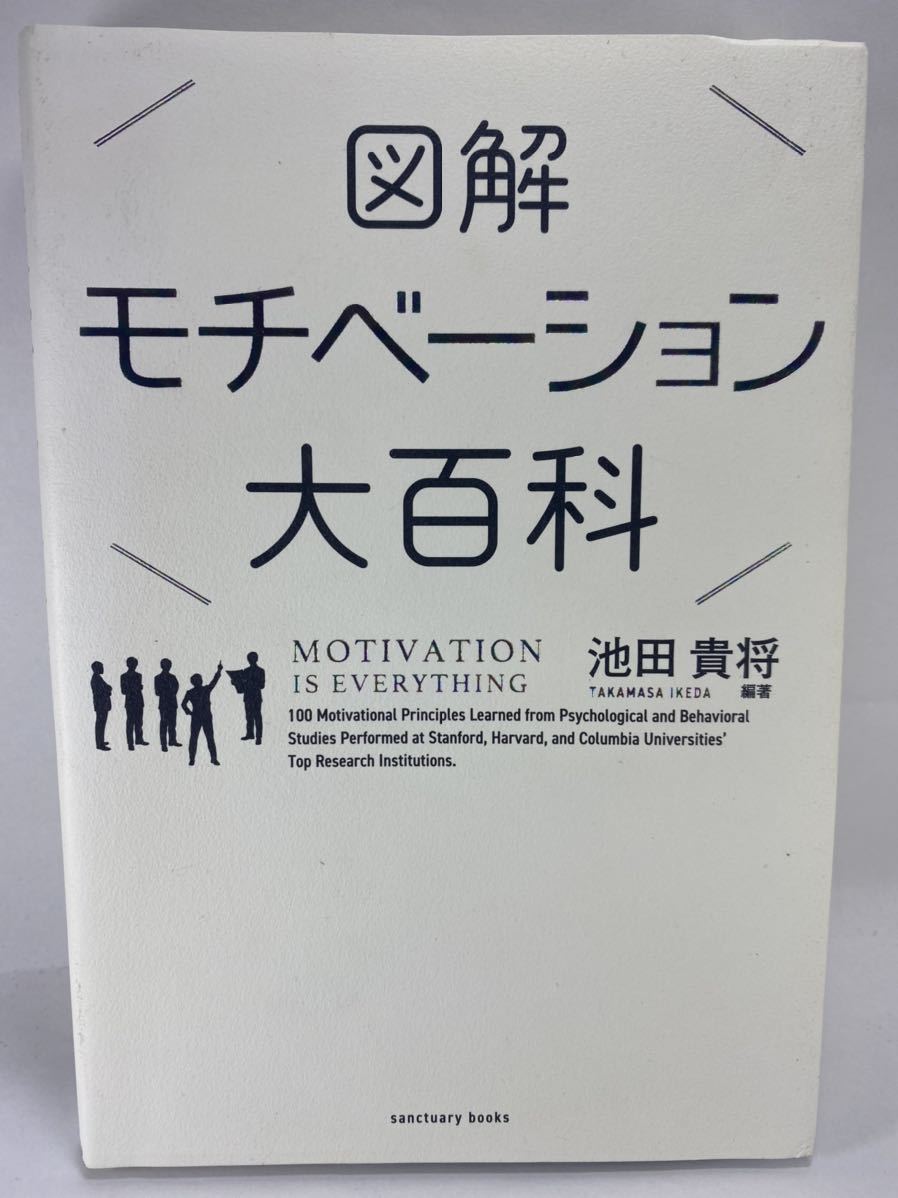 図解
モチベーション
大百科
MOTIVATION
IS EVERYTHING
池田 貴将
TAKAMASA IKEDA 編著
100 Motivational Principles Learned from Psychological and Behavioral
Studies Performed at Stanford, Harvard, and Columbia Universities'
Top Research Institutions.
sanctuary books